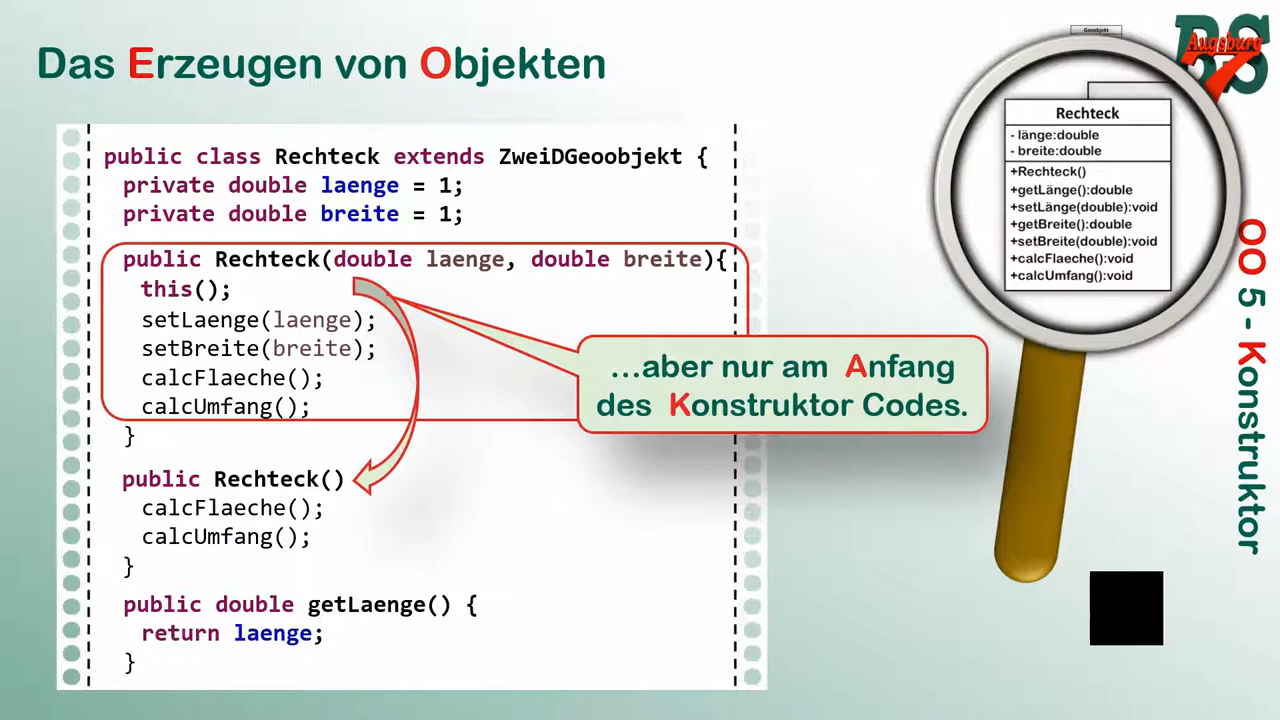 Das Erzeugen von Objekten
public class Rechteck extends ZweiDGeoobjekt {
private double laenge = 1;
private double breite = 1;
public Rechteck(double laenge, double breite){
this();
setLaenge(laenge);
setBreite(breite);
calcFlaeche();
calcUmfang();
}
public Rechteck()
calcFlaeche();
calcUmfang();
}
public double getLaenge() {
return laenge;
}
...aber nur am Anfang
des Konstruktor Codes.
Geoobjekt
Rechteck
- länge:double
- breite:double
+Rechteck()
+getLänge():double
+setLänge(double):void
+getBreite():double
+setBreite(double):void
+calcFlaeche():void
+calcUmfang():void
BS
Augsburg
7
OO 5 - Konstruktor